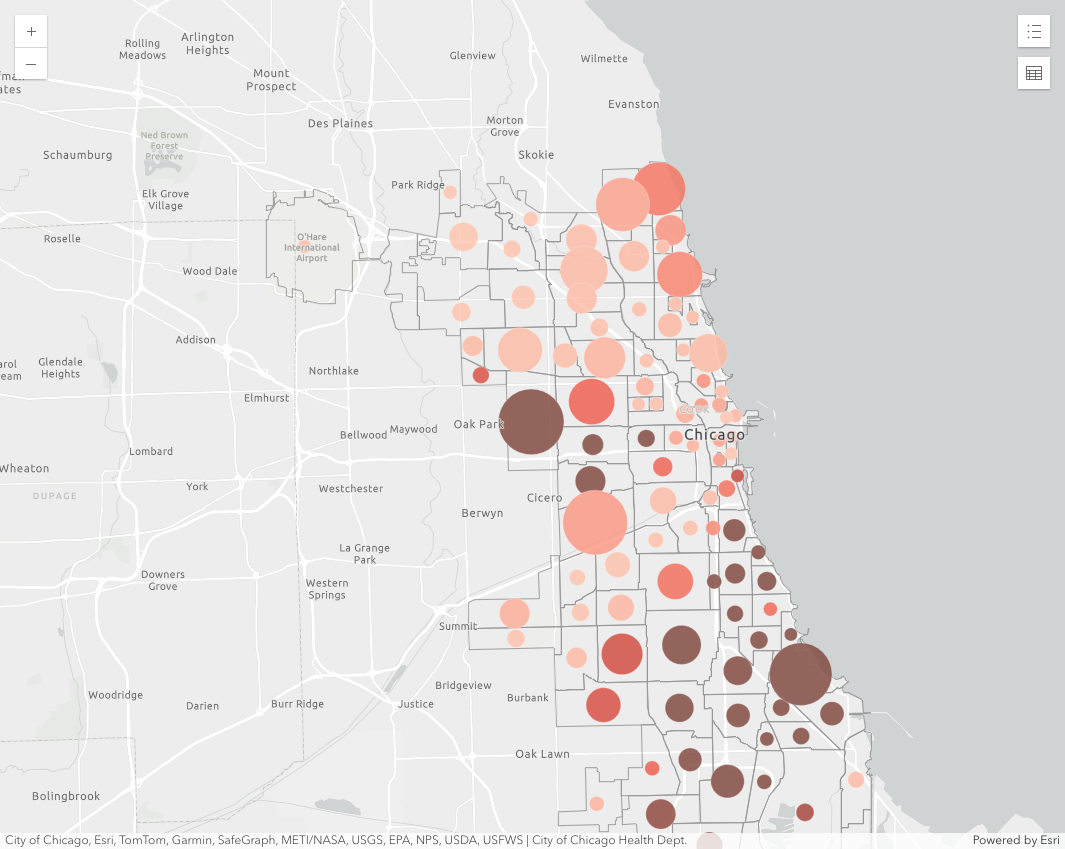 +
−
Rolling
Meadows
Arlington
Heights
Glenview
Wilmette
Mount
Prospect
Evanston
Des Plaines
Morton
Grove
Ned Brown
Forest
Preserve
Schaumburg
Skokie
Park Ridge
Elk Grove
Village
Roselle
O'Hare
International
Airport
Wood Dale
Addison
Glendale
Heights
Northlake
Elmhurst
Oak Park
Maywood
Bellwood
COOK
Chicago
Lombard
Wheaton
York
Westchester
DUPAGE
Cicero
Berwyn
La Grange
Park
Downers
Grove
Western
Springs
Summit
Bridgeview
Woodridge
Darien
Burr Ridge
Justice
Burbank
Oak Lawn
Bolingbrook
City of Chicago, Esri, TomTom, Garmin, SafeGraph, METI/NASA, USGS, EPA, NPS, USDA, USFWS | City of Chicago Health Dept.
Powered by Esri